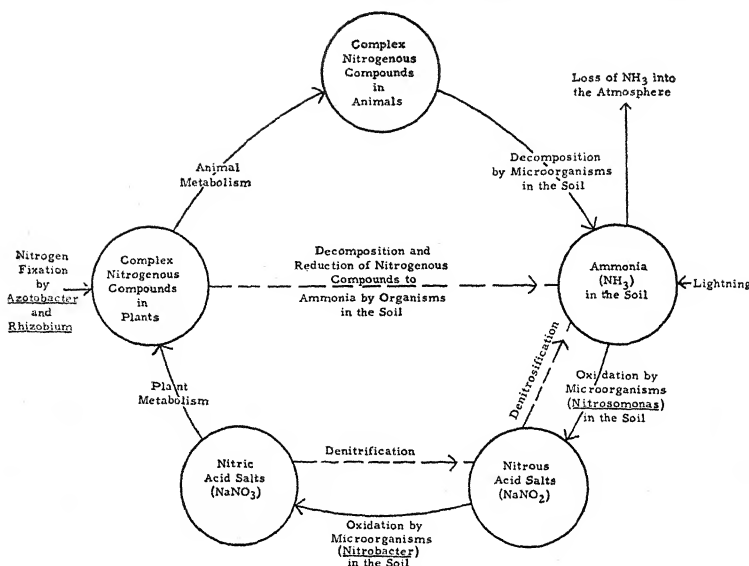 Complex
Nitrogenous
Compounds
in
Animals
Loss of NH3 into
the Atmosphere
Animal
Metabolism
Decomposition
by Microorganisms
in the Soil
Nitrogen
Fixation
by
Azotobacter
and
Rhizobium
Complex
Nitrogenous
Compounds
in
Plants
Decomposition and
Reduction of Nitrogenous
Compounds to
Ammonia by Organisms
in the Soil
Ammonia
(NH3)
in the Soil
Lightning
Denitrosification
Oxidation by
Microorganisms
(Nitrosomonas)
in the Soil
Plant
Metabolism
Nitric
Acid Salts
(NaNO3)
Denitrification
Nitrous
Acid Salts
(NaNO2)
Oxidation by
Microorganisms
(Nitrobacter)
in the Soil